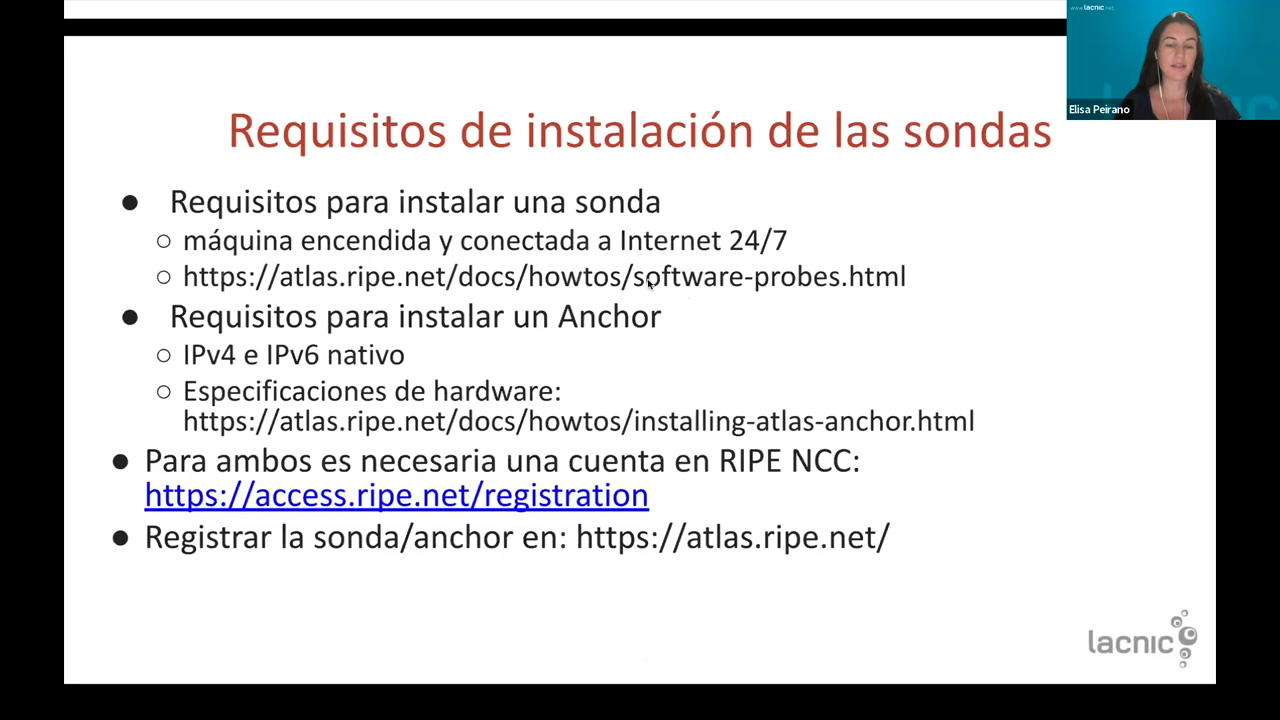 www.lacnic.net
Elisa Peirano
Requisitos de instalación de las sondas
● Requisitos para instalar una sonda
○ máquina encendida y conectada a Internet 24/7
○ https://atlas.ripe.net/docs/howtos/software-probes.html
● Requisitos para instalar un Anchor
○ IPv4 e IPv6 nativo
○ Especificaciones de hardware:
https://atlas.ripe.net/docs/howtos/installing-atlas-anchor.html
● Para ambos es necesaria una cuenta en RIPE NCC:
https://access.ripe.net/registration
● Registrar la sonda/anchor en: https://atlas.ripe.net/
lacnic